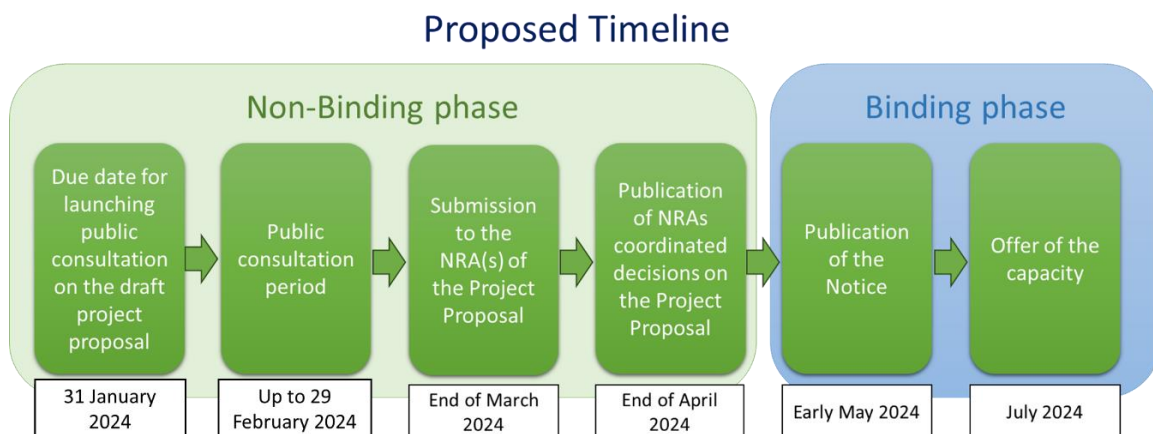 Proposed Timeline
Non-Binding phase
Binding phase
Due date for
launching
public
consultation
on the draft
project
proposal
Public
consultation
period
Submission
to the
NRA(s) of
the Project
Proposal
Publication
of NRAs
coordinated
decisions on
the Project
Proposal
Publication
of the
Notice
Offer of the
capacity
31 January
2024
Up to 29
February 2024
End of March
2024
End of April
2024
Early May 2024
July 2024